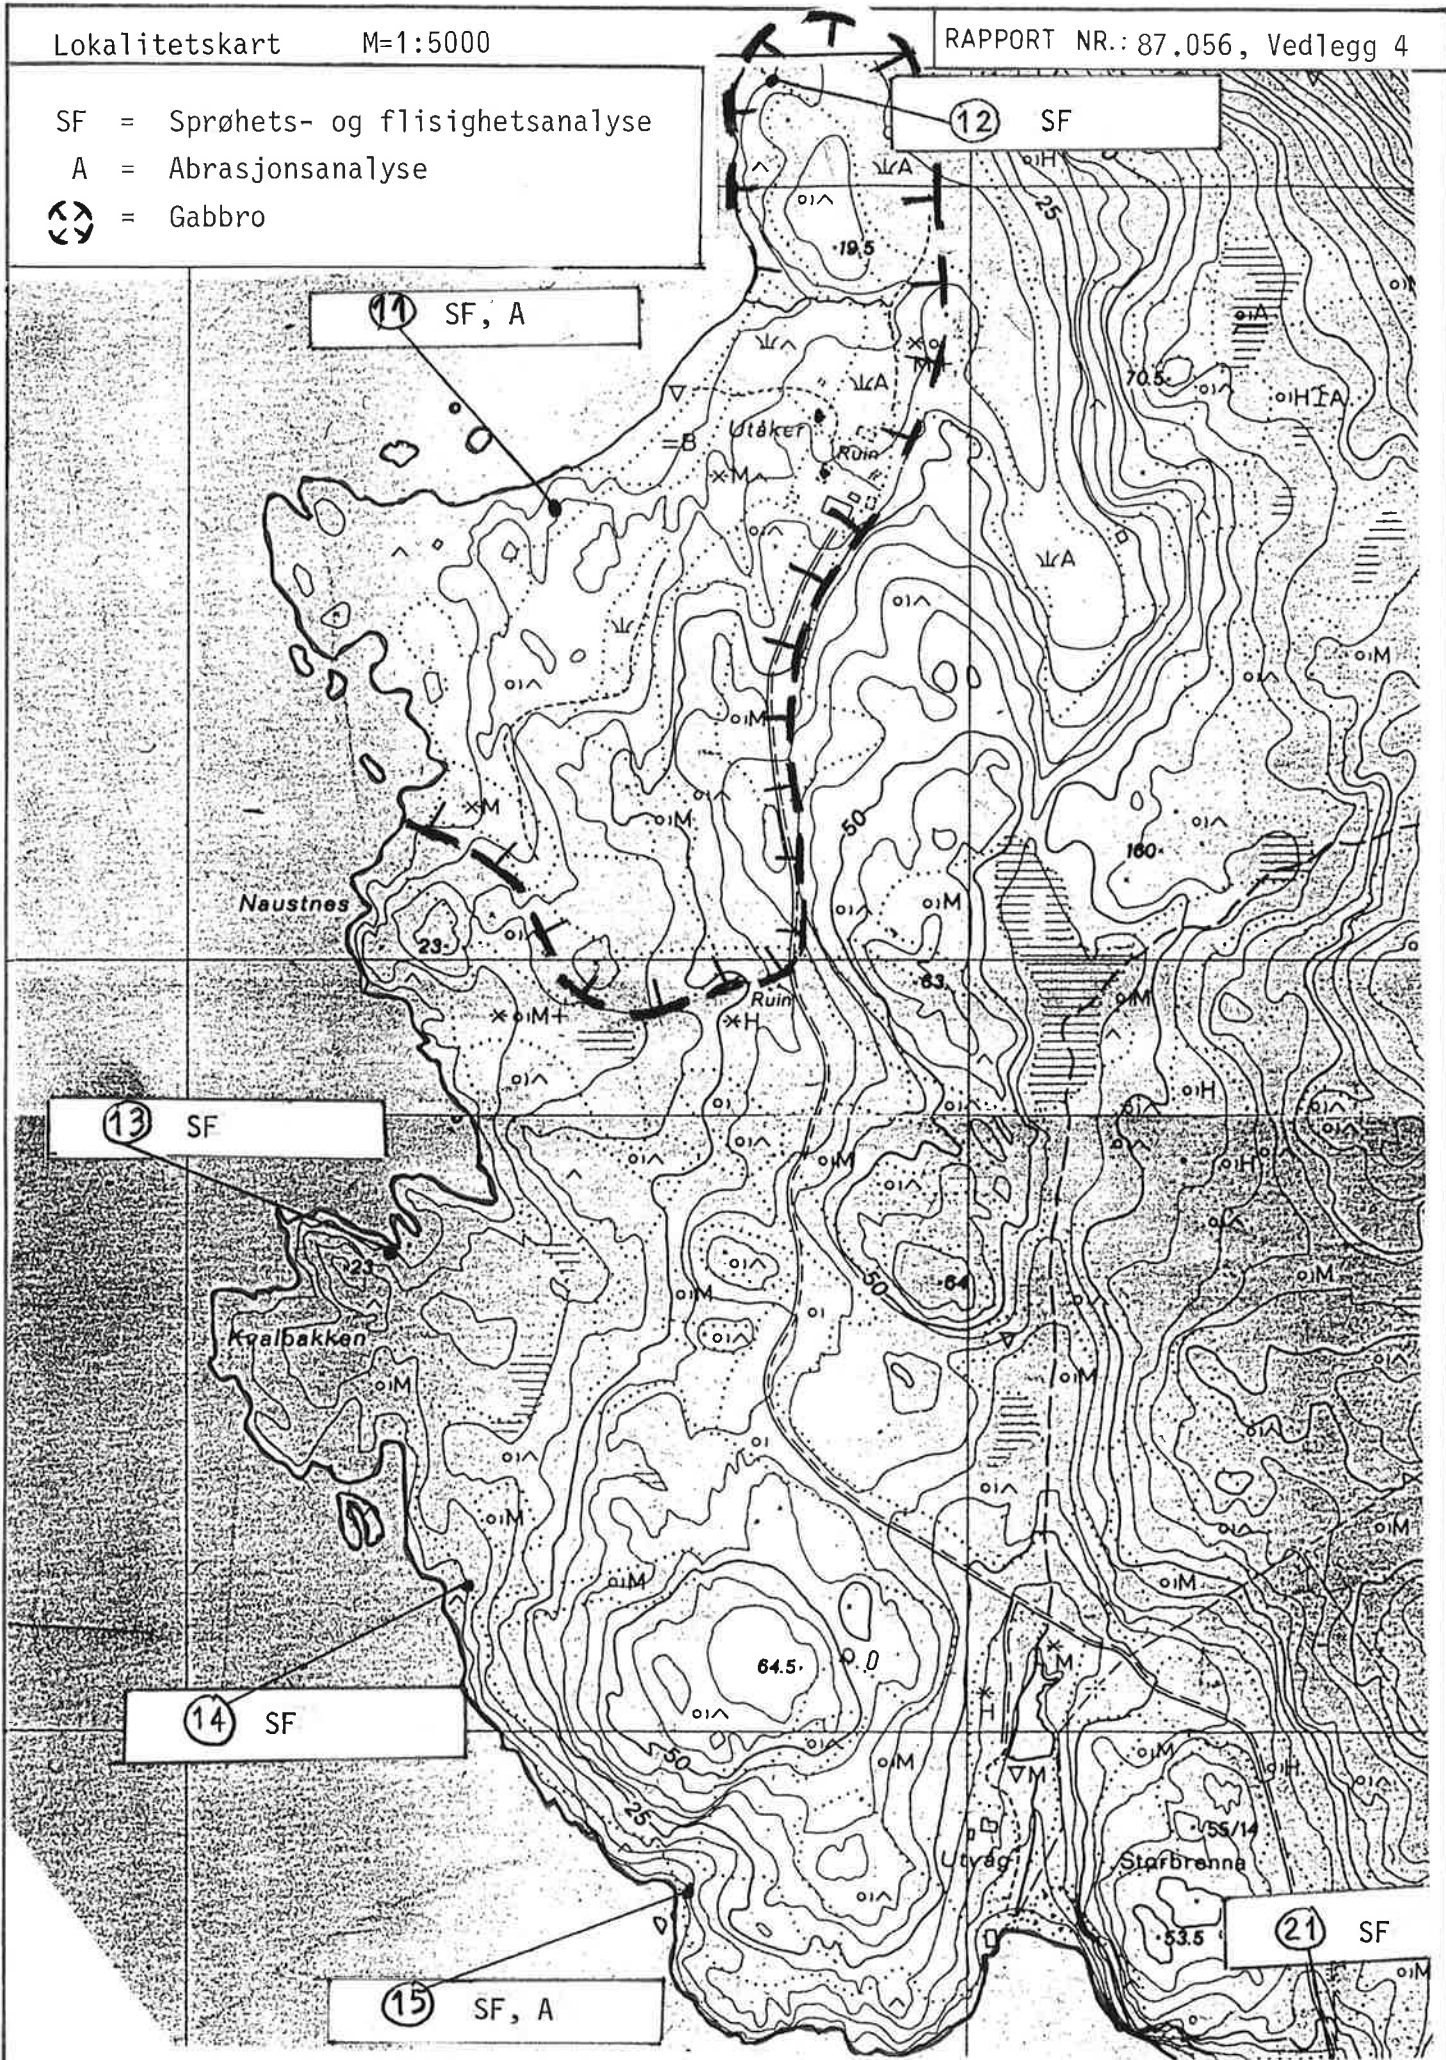 Lokalitetskart M=1:5000
RAPPORT NR.: 87.056, Vedlegg 4
SF = Sprøhets- og flisighetsanalyse
A = Abrasjonsanalyse
= Gabbro
12 SF
25
A
19.5
11 SF, A
A
H
70.5
A
Utåker
Ruin
=B
M
A
M
M
M
M
50
160
Naustnes
M
23
63
M
Ruin
M+
H
H
13 SF
M
H
23
64
M
M
50
Kvalbakken
M
M
M
M
M
M
64.5
M
H
14 SF
50
M
M
H
M
25
55/14
Utvåg
Storbrenna
53.5
21 SF
M
15 SF, A